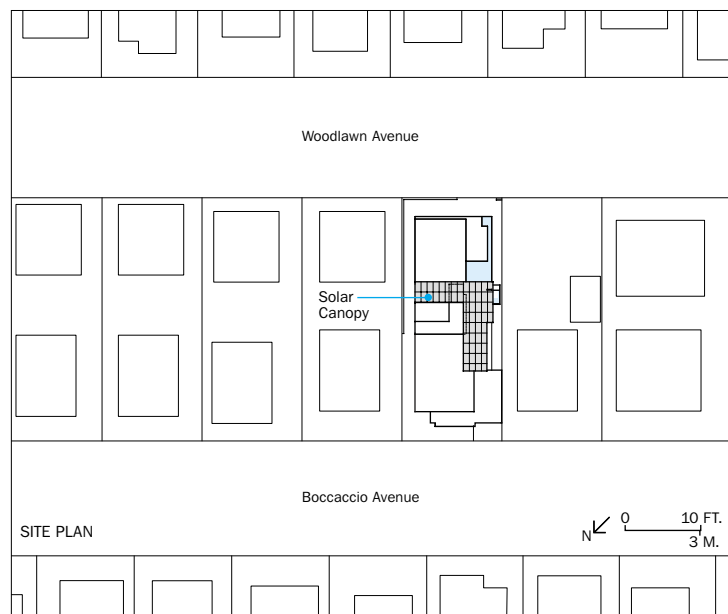 Woodlawn Avenue
Solar
Canopy
Boccaccio Avenue
SITE PLAN
N
0 10 FT.
3 M.